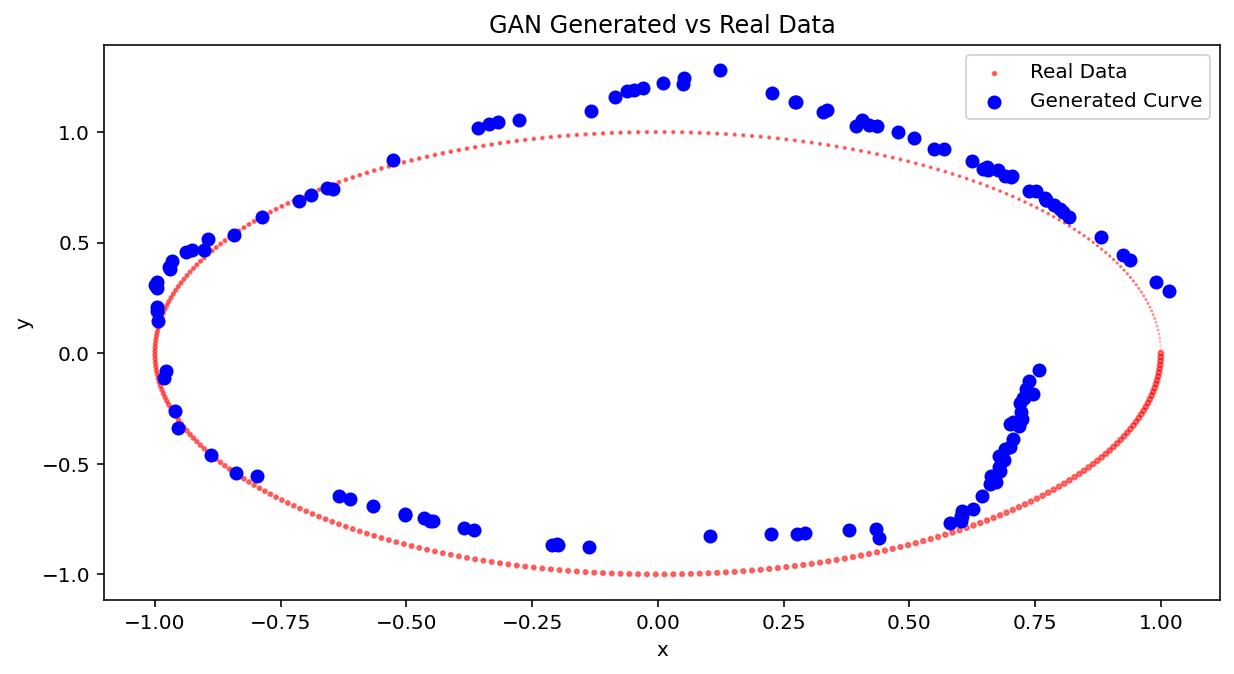 GAN Generated vs Real Data
Real Data
Generated Curve
y
1.0
0.5
0.0
−0.5
−1.0
−1.00 −0.75 −0.50 −0.25 0.00 0.25 0.50 0.75 1.00
x